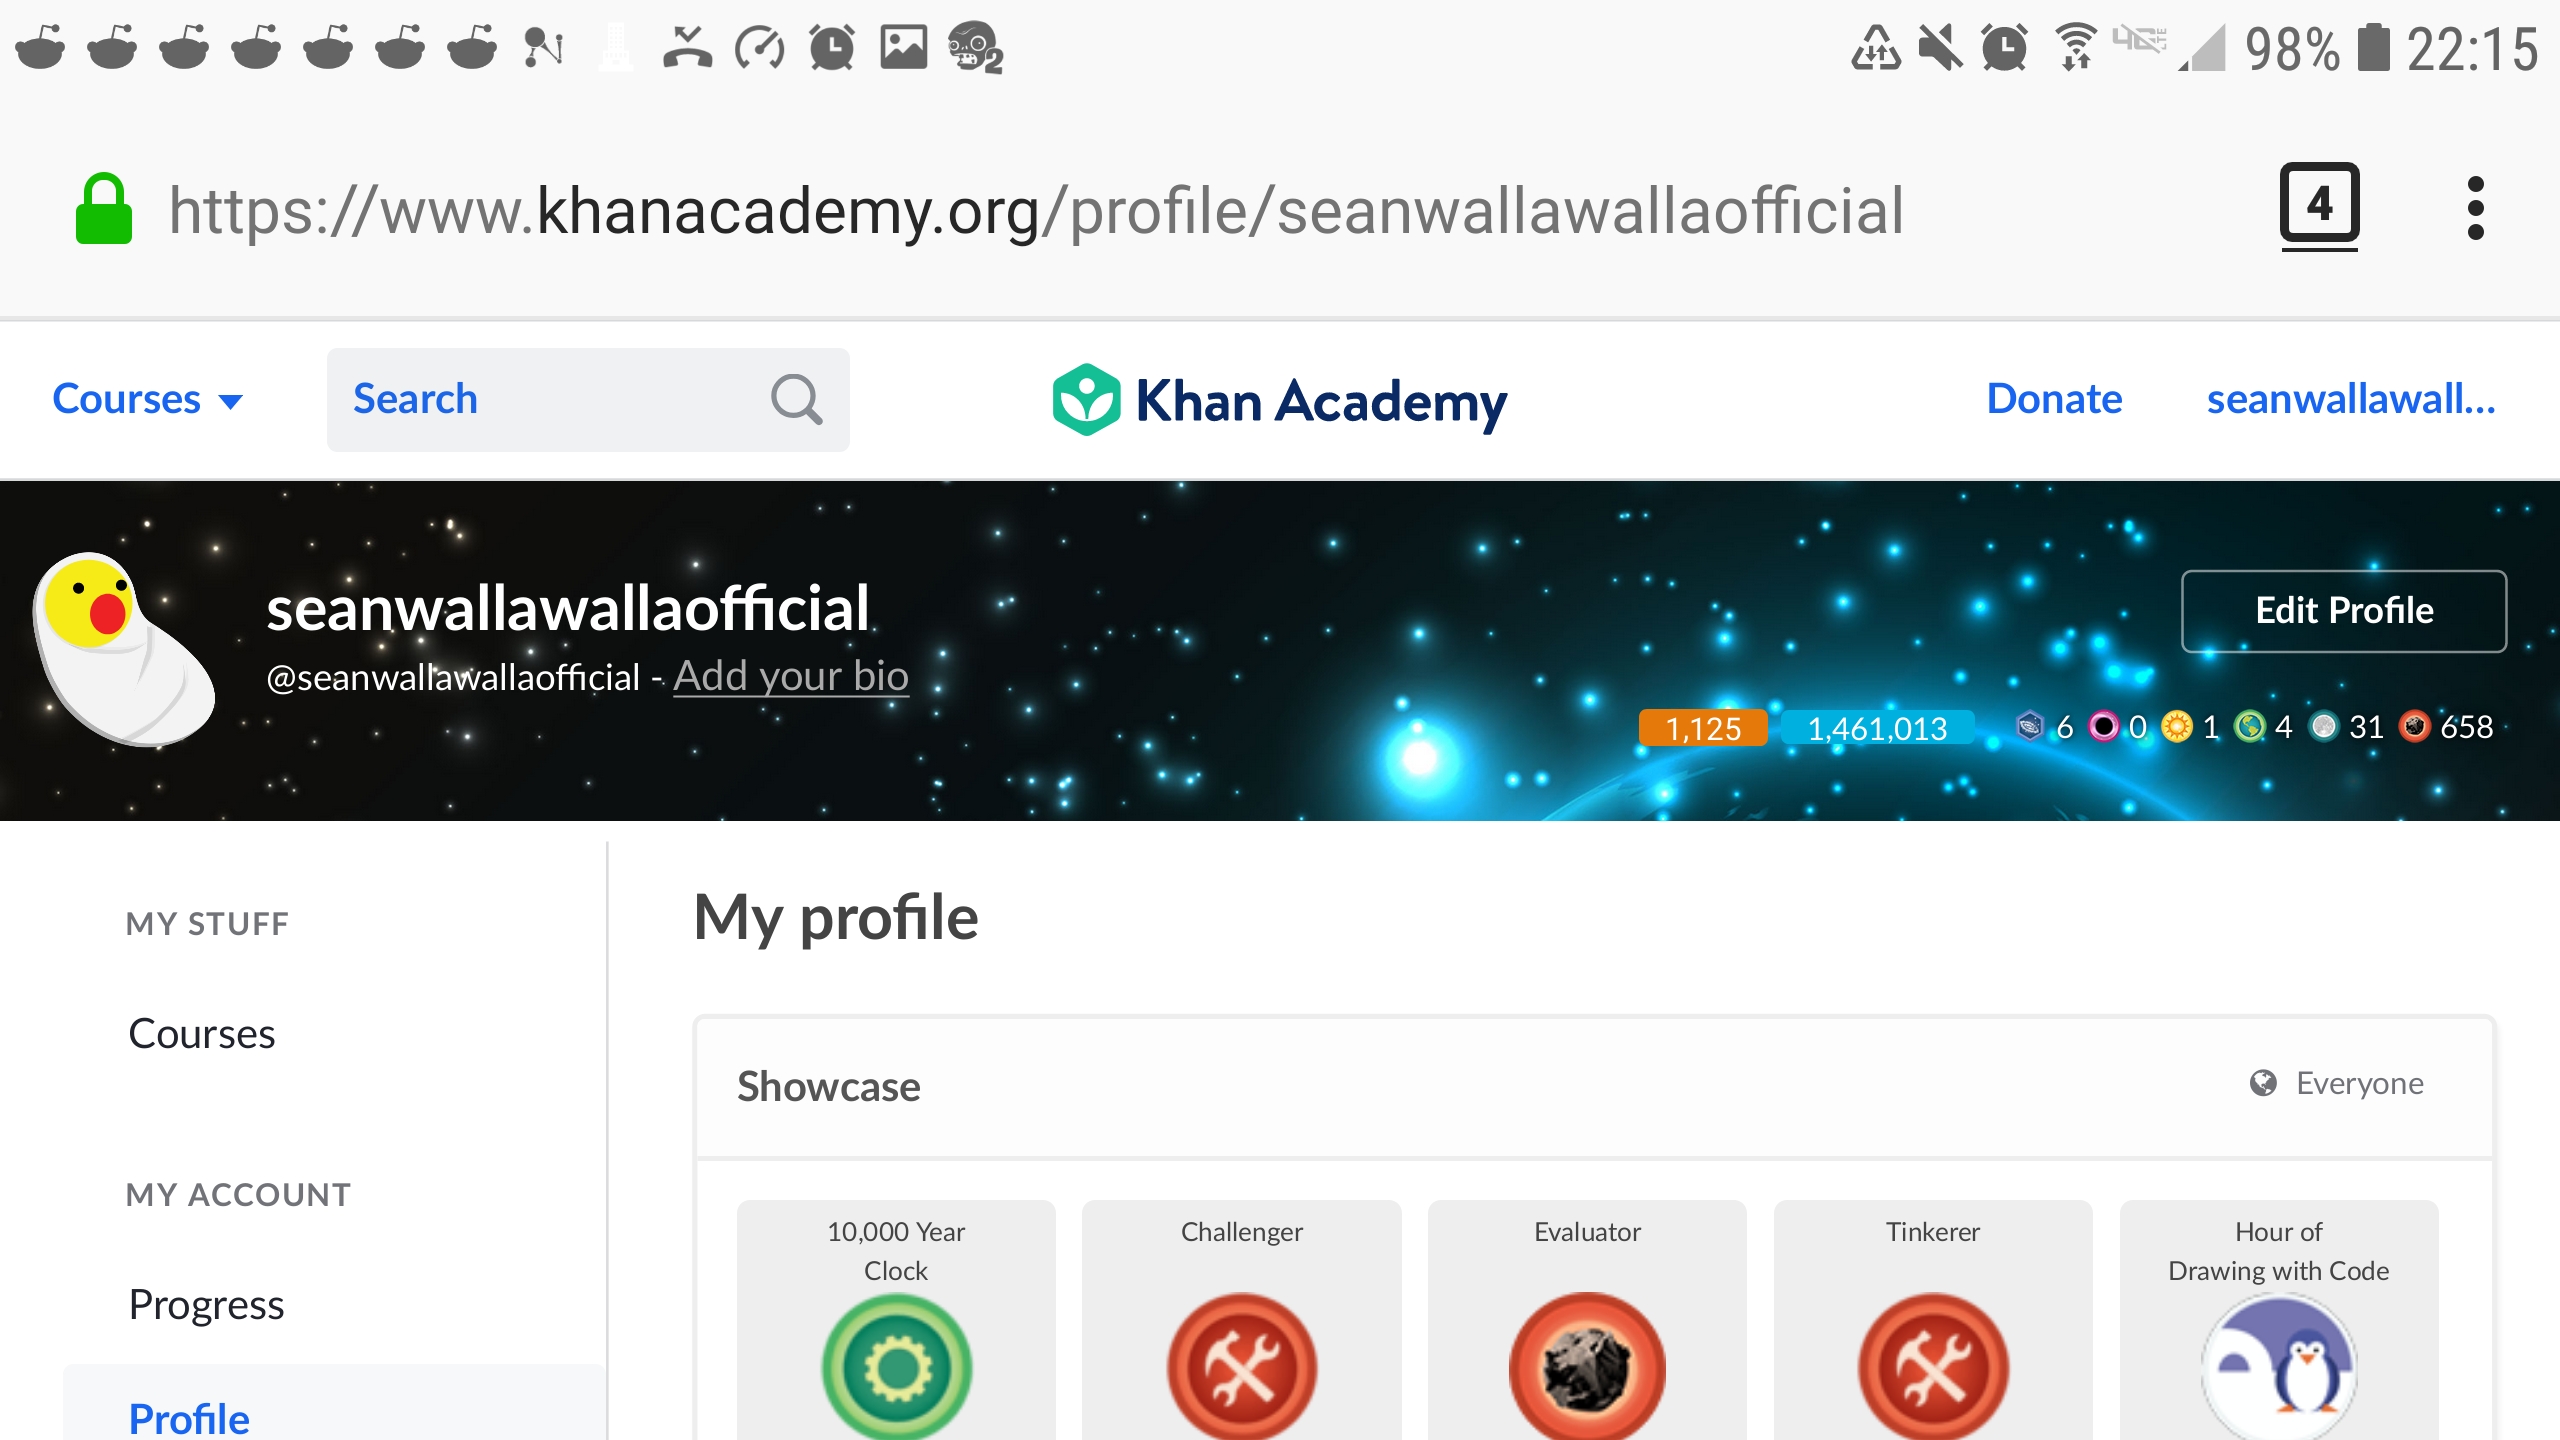 2 98% 22:15
https://www.khanacademy.org/profile/seanwallawallaofficial 4
Courses Search Khan Academy Donate seanwallawall...
Edit Profile
seanwallawallaofficial
@seanwallawallaofficial - Add your bio
1,125 1,461,013 6 0 1 4 31 658
MY STUFF
Courses
MY ACCOUNT
Progress
Profile
My profile
Showcase Everyone
10,000 Year
Clock
Challenger
Evaluator
Tinkerer
Hour of
Drawing with Code